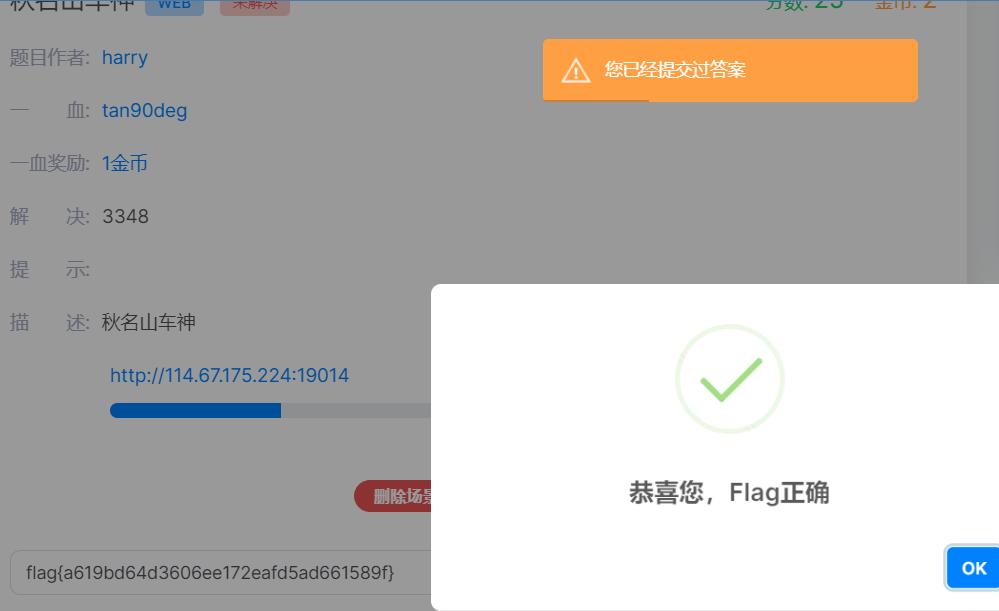 秋名山车神 WEB 未解决 分数: 25 金币: 2
题目作者: harry
您已经提交过答案
一 血: tan90deg
一血奖励: 1金币
解 决: 3348
提 示:
描 述: 秋名山车神
http://114.67.175.224:19014
删除场景
恭喜您，Flag正确
flag{a619bd64d3606ee172eafd5ad661589f}
OK